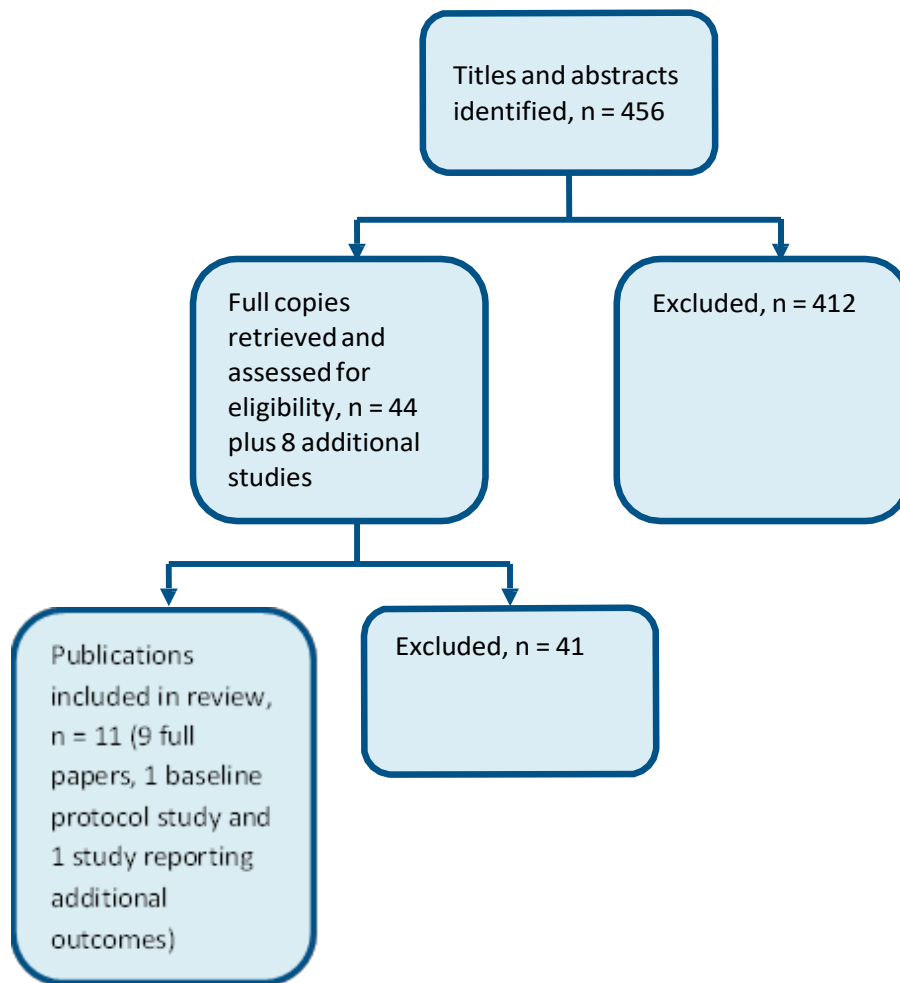 Titles and abstracts
identified, n = 456
Full copies
retrieved and
assessed for
eligibility, n = 44
plus 8 additional
studies
Excluded, n = 412
Publications
included in review,
n = 11 (9 full
papers, 1 baseline
protocol study and
1 study reporting
additional
outcomes)
Excluded, n = 41